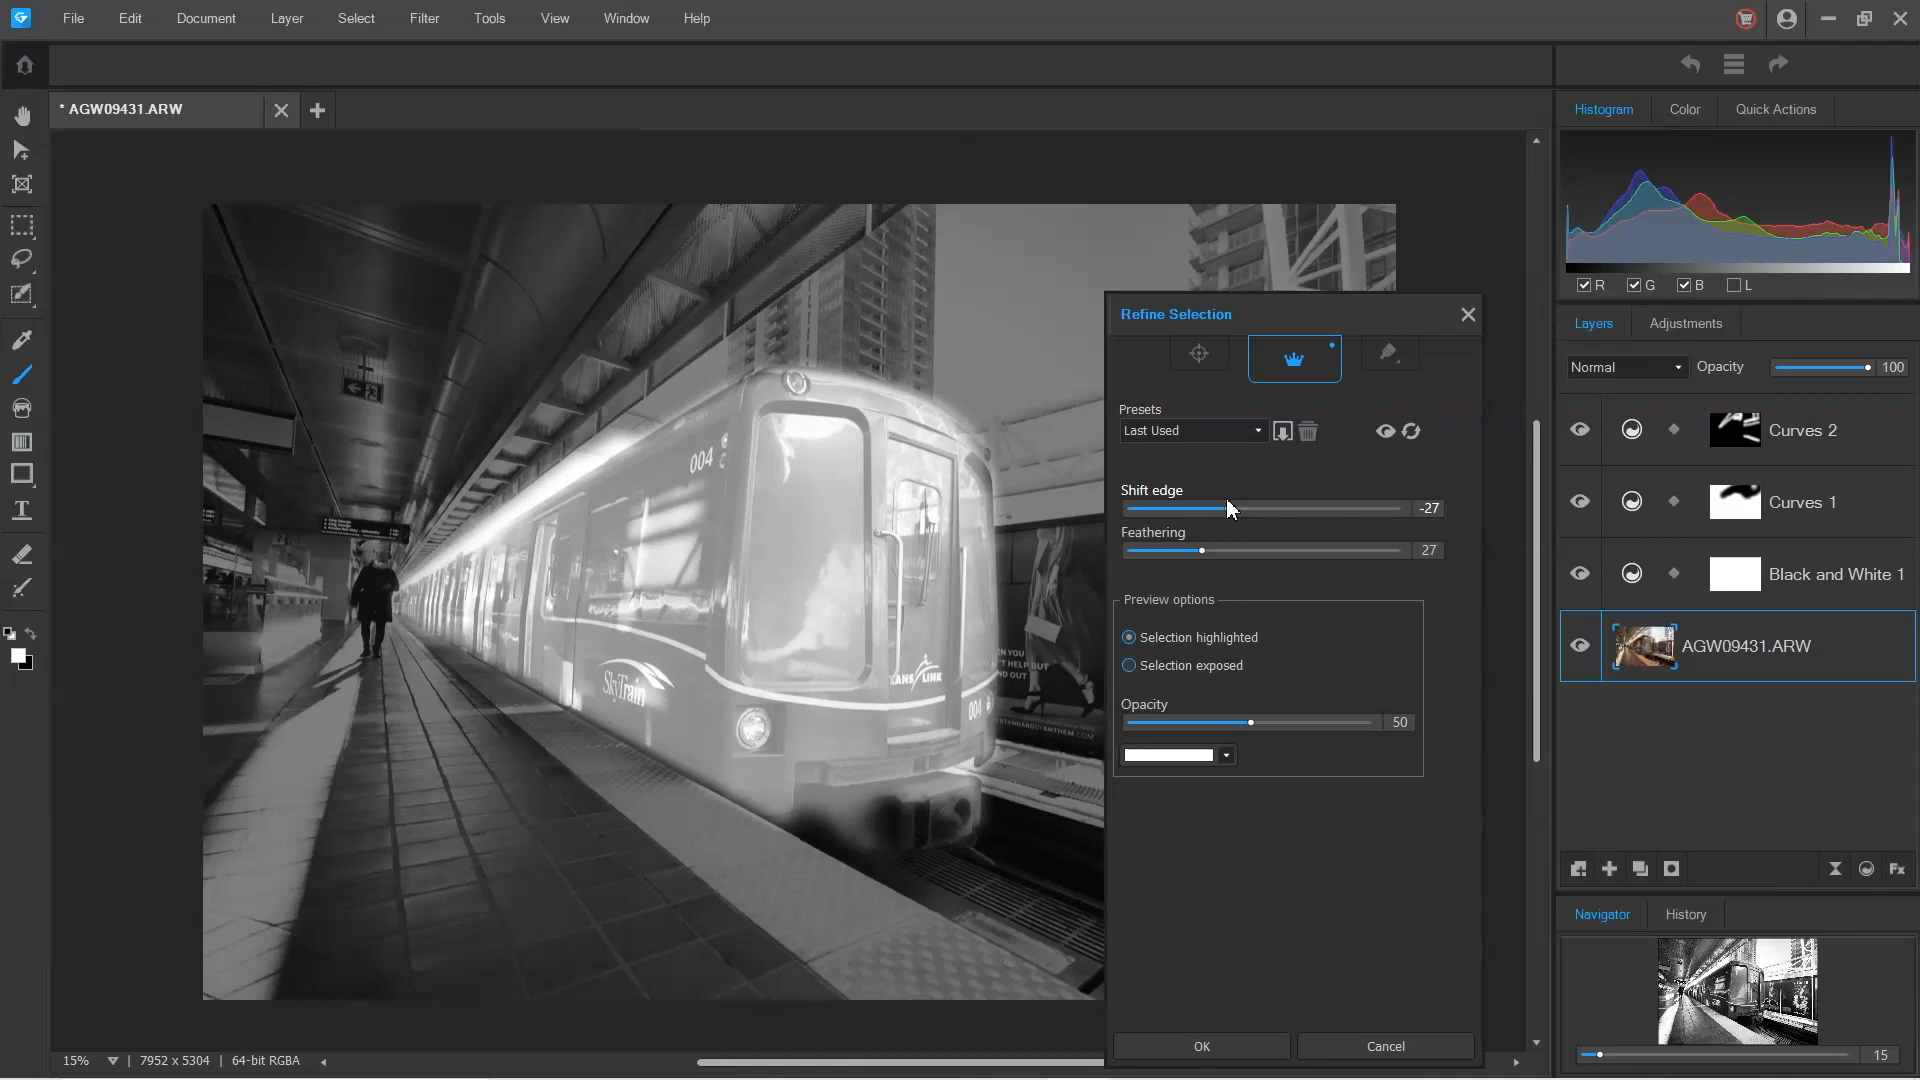 File Edit Document Layer Select Filter Tools View Window Help
* AGW09431.ARW
Histogram Color Quick Actions
R G B L
Layers Adjustments
Normal Opacity 100
Curves 2
Curves 1
Black and White 1
AGW09431.ARW
Navigator History
15
Refine Selection
Presets
Last Used
Shift edge
-27
Feathering
27
Preview options
Selection highlighted
Selection exposed
Opacity
50
OK Cancel
004
SkyTrain
ANS LINK
004
15% 7952 x 5304 64-bit RGBA